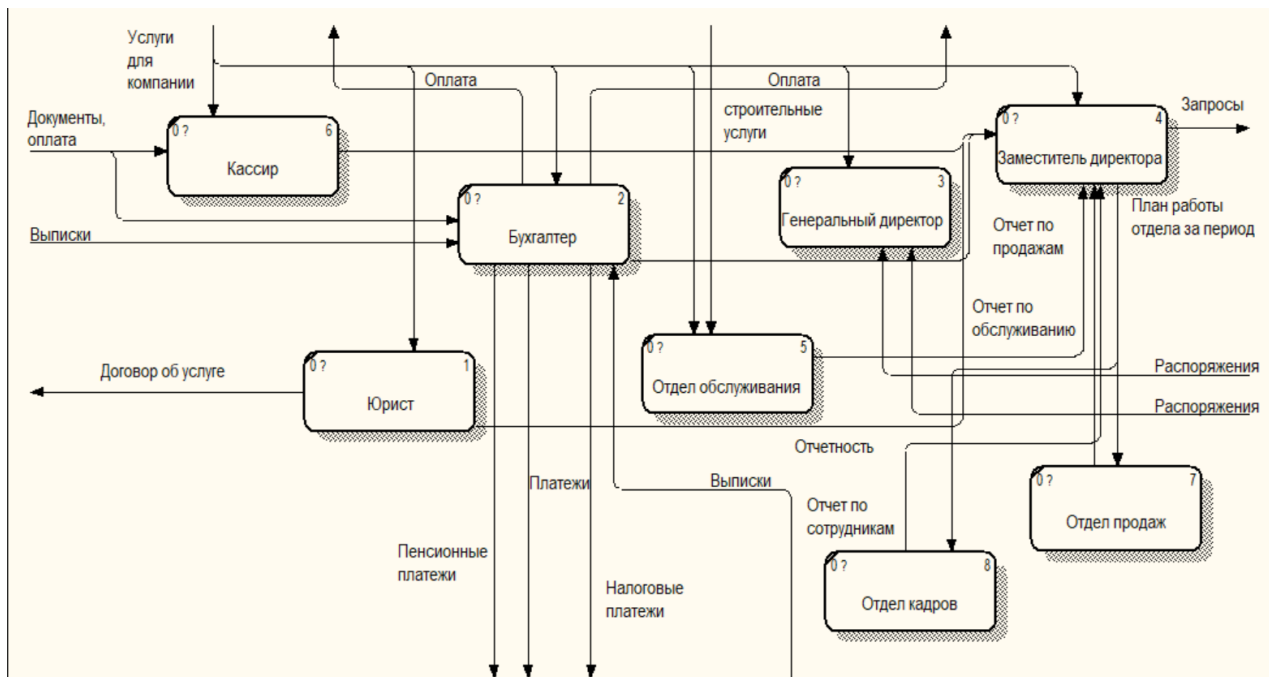 Услуги
для
компании
Оплата
Оплата
строительные
услуги
Запросы
Документы,
оплата
0 ?
6
Кассир
0 ?
4
Заместитель директора
0 ?
2
Бухгалтер
0 ?
3
Генеральный директор
План работы
отдела за период
Отчет по
продажам
Выписки
Отчет по
обслуживанию
0 ?
5
Отдел обслуживания
0 ?
1
Юрист
Договор об услуге
Распоряжения
Распоряжения
Отчетность
Платежи
Выписки
0 ?
7
Отдел продаж
Отчет по
сотрудникам
Пенсионные
платежи
Налоговые
платежи
0 ?
8
Отдел кадров